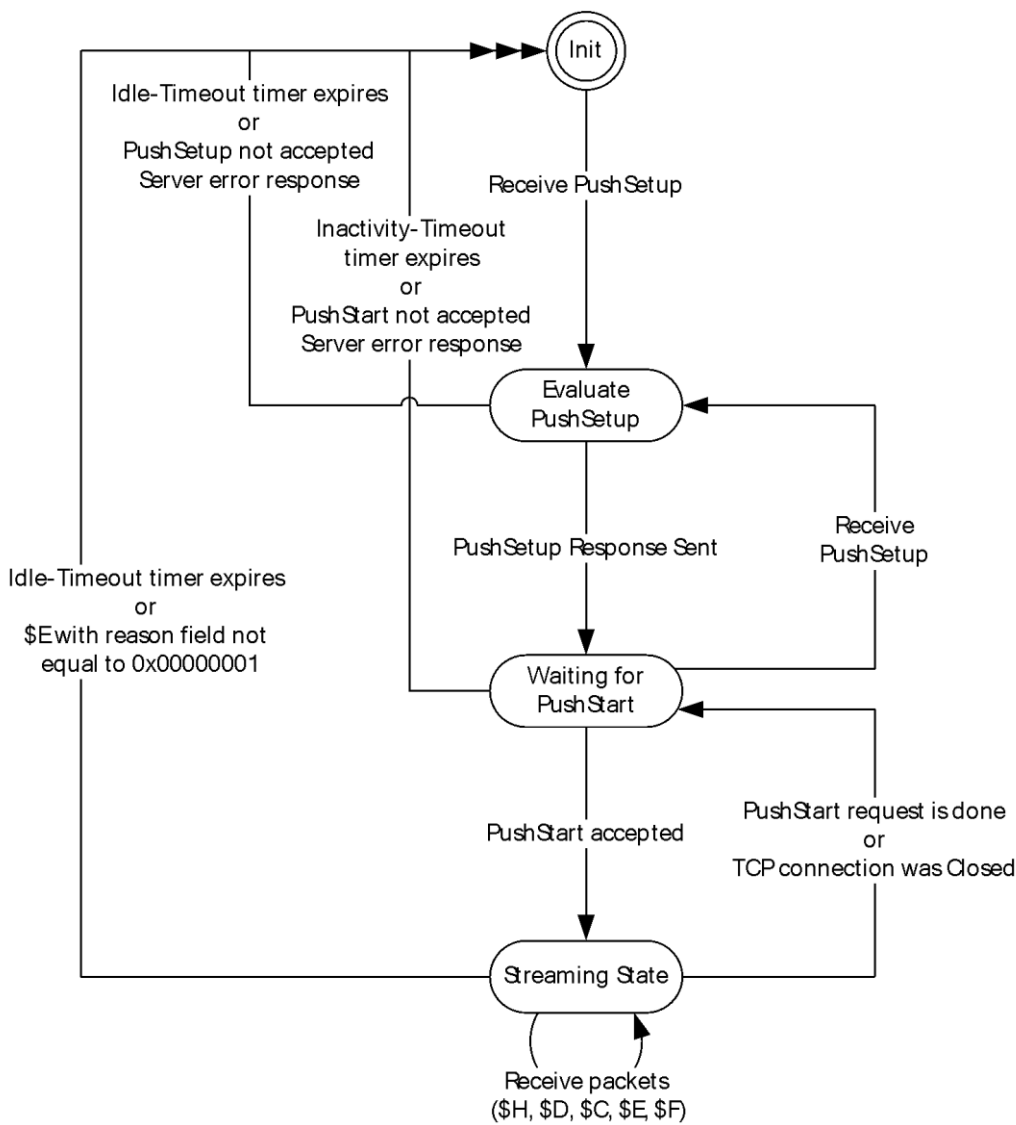 Init
Idle-Timeout timer expires
or
PushSetup not accepted
Server error response
Receive PushSetup
Inactivity-Timeout
timer expires
or
PushStart not accepted
Server error response
Evaluate
PushSetup
PushSetup Response Sent
Receive
PushSetup
Idle-Timeout timer expires
or
$E with reason field not
equal to 0x00000001
Waiting for
PushStart
PushStart accepted
PushStart request is done
or
TCP connection was Closed
Streaming State
Receive packets
($H, $D, $C, $E, $F)